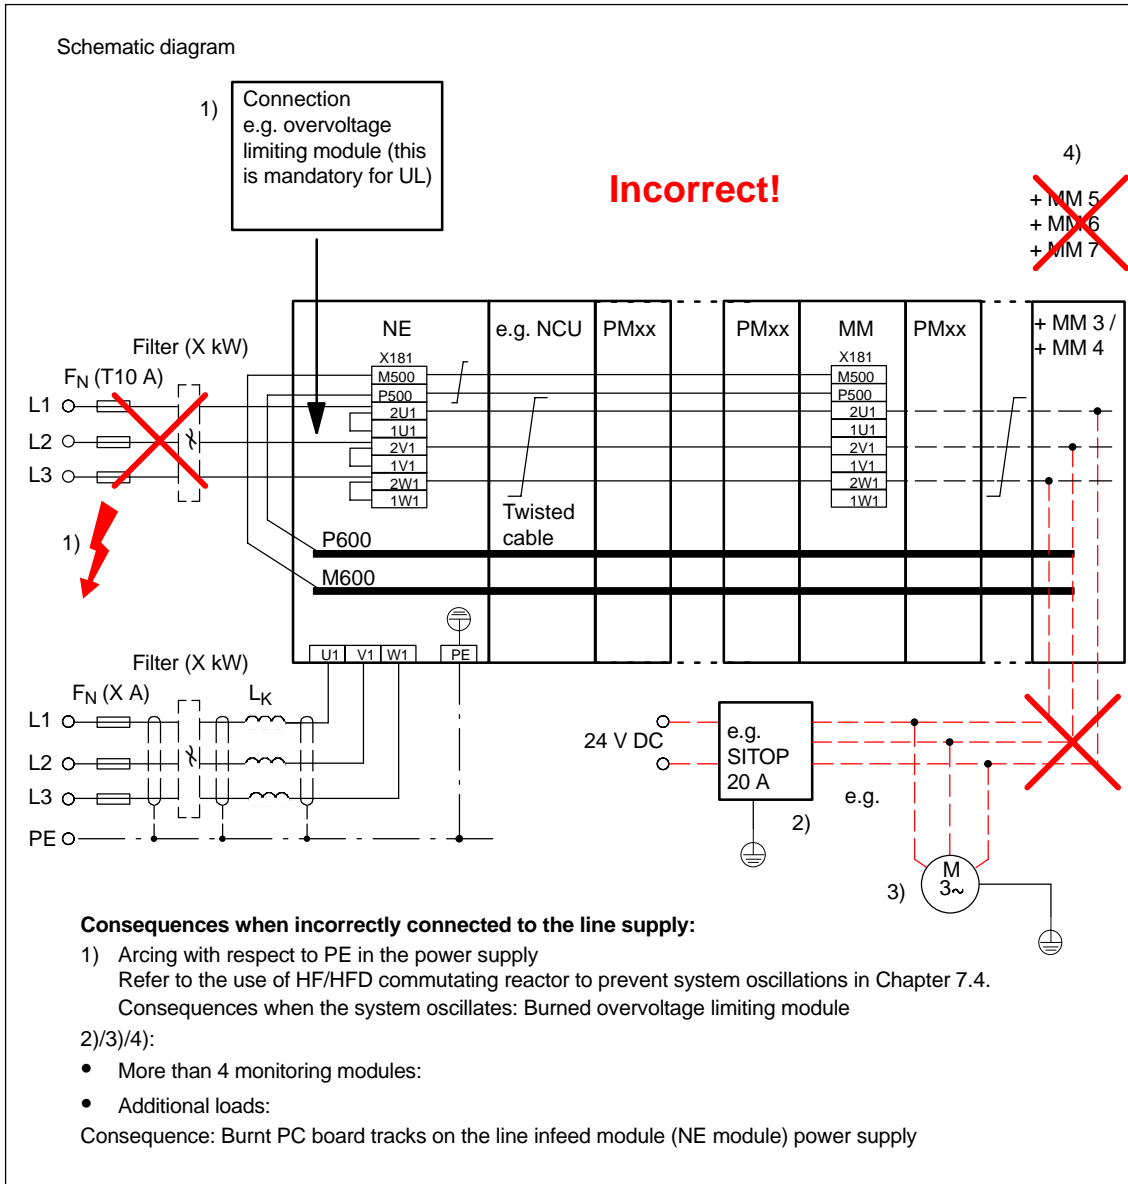 Schematic diagram
1)
Connection
e.g. overvoltage
limiting module (this
is mandatory for UL)
Incorrect!
4)
+ MM 5
+ MM 6
+ MM 7
NE
e.g. NCU
PMxx
PMxx
MM
PMxx
+ MM 3 /
+ MM 4
Filter (X kW)
FN (T10 A)
L1
L2
L3
1)
X181
M500
P500
2U1
1U1
2V1
1V1
2W1
1W1
X181
M500
P500
2U1
1U1
2V1
1V1
2W1
1W1
Twisted
cable
P600
M600
U1
V1
W1
PE
Filter (X kW)
FN (X A)
LK
L1
L2
L3
PE
24 V DC
e.g.
SITOP
20 A
2)
e.g.
3)
M
3~
Consequences when incorrectly connected to the line supply:
1) Arcing with respect to PE in the power supply
Refer to the use of HF/HFD commutating reactor to prevent system oscillations in Chapter 7.4.
Consequences when the system oscillates: Burned overvoltage limiting module
2)/3)/4):
• More than 4 monitoring modules:
• Additional loads:
Consequence: Burnt PC board tracks on the line infeed module (NE module) power supply